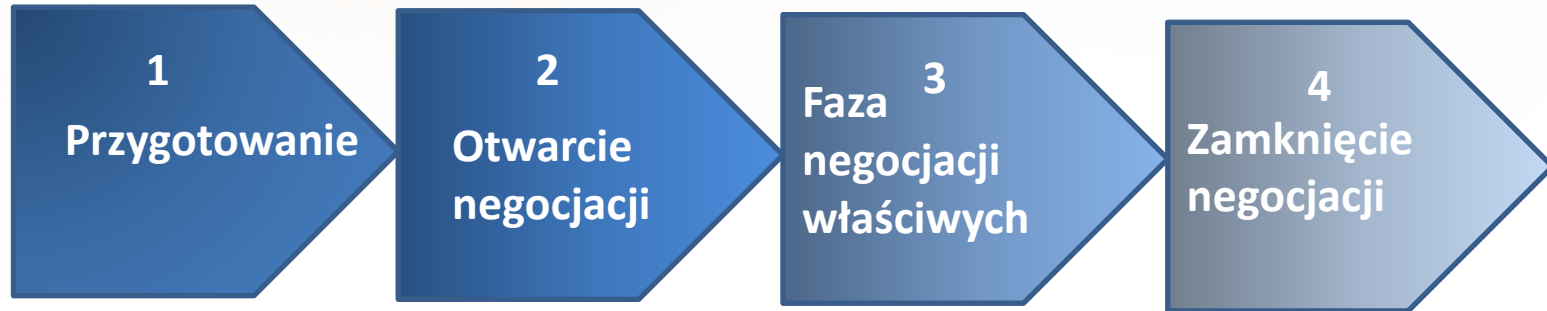 1
Przygotowanie
2
Otwarcie
negocjacji
3
Faza
negocjacji
właściwych
4
Zamknięcie
negocjacji